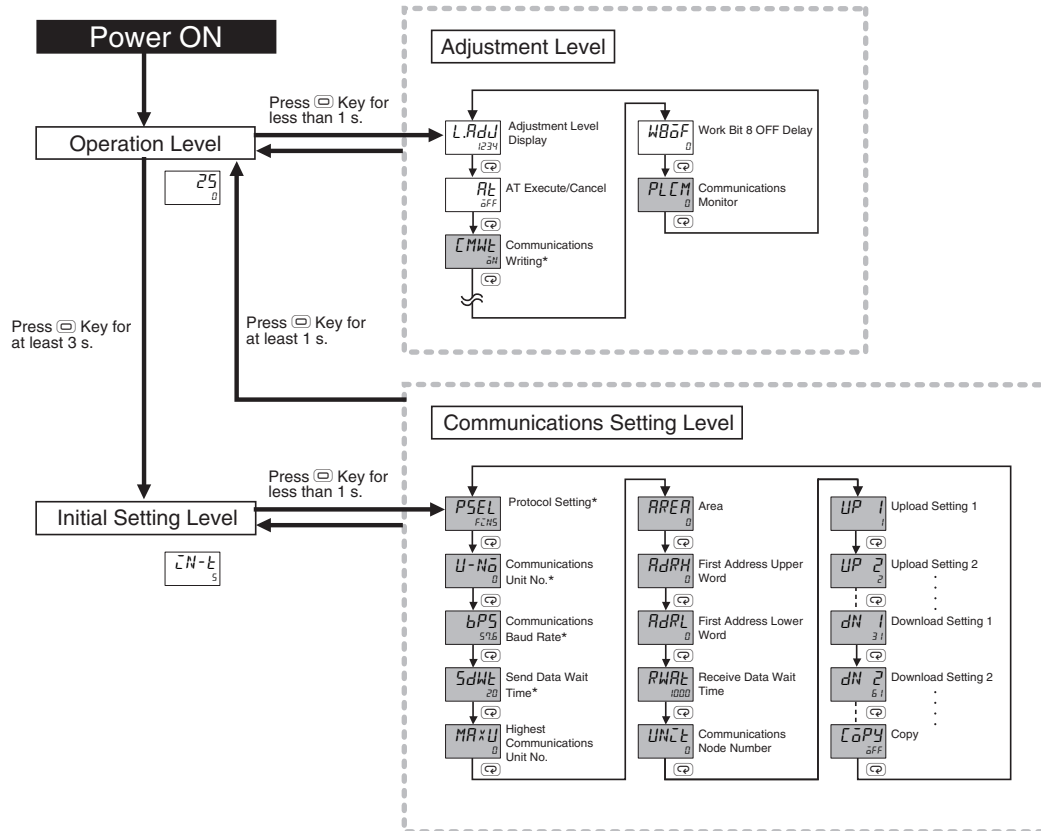 Power ON
Adjustment Level
Press Key for
less than 1 s.
Operation Level
25
0
L.AdJ
1234
Adjustment Level
Display
At
oFF
AT Execute/Cancel
CMWt
oN
Communications
Writing*
WB8oF
0
Work Bit 8 OFF Delay
PLCM
0
Communications
Monitor
Press Key for
at least 3 s.
Press Key for
at least 1 s.
Communications Setting Level
Press Key for
less than 1 s.
Initial Setting Level
iN-t
5
PSEL
FiNS
Protocol Setting*
U-No
0
Communications
Unit No.*
bPS
57.6
Communications
Baud Rate*
SdWt
20
Send Data Wait
Time*
MAxU
0
Highest
Communications
Unit No.
AREA
0
Area
AdRH
0
First Address Upper
Word
AdRL
0
First Address Lower
Word
RWAt
1000
Receive Data Wait
Time
UNit
0
Communications
Node Number
UP 1
1
Upload Setting 1
UP 2
2
Upload Setting 2
dN 1
31
Download Setting 1
dN 2
61
Download Setting 2
CoPY
oFF
Copy